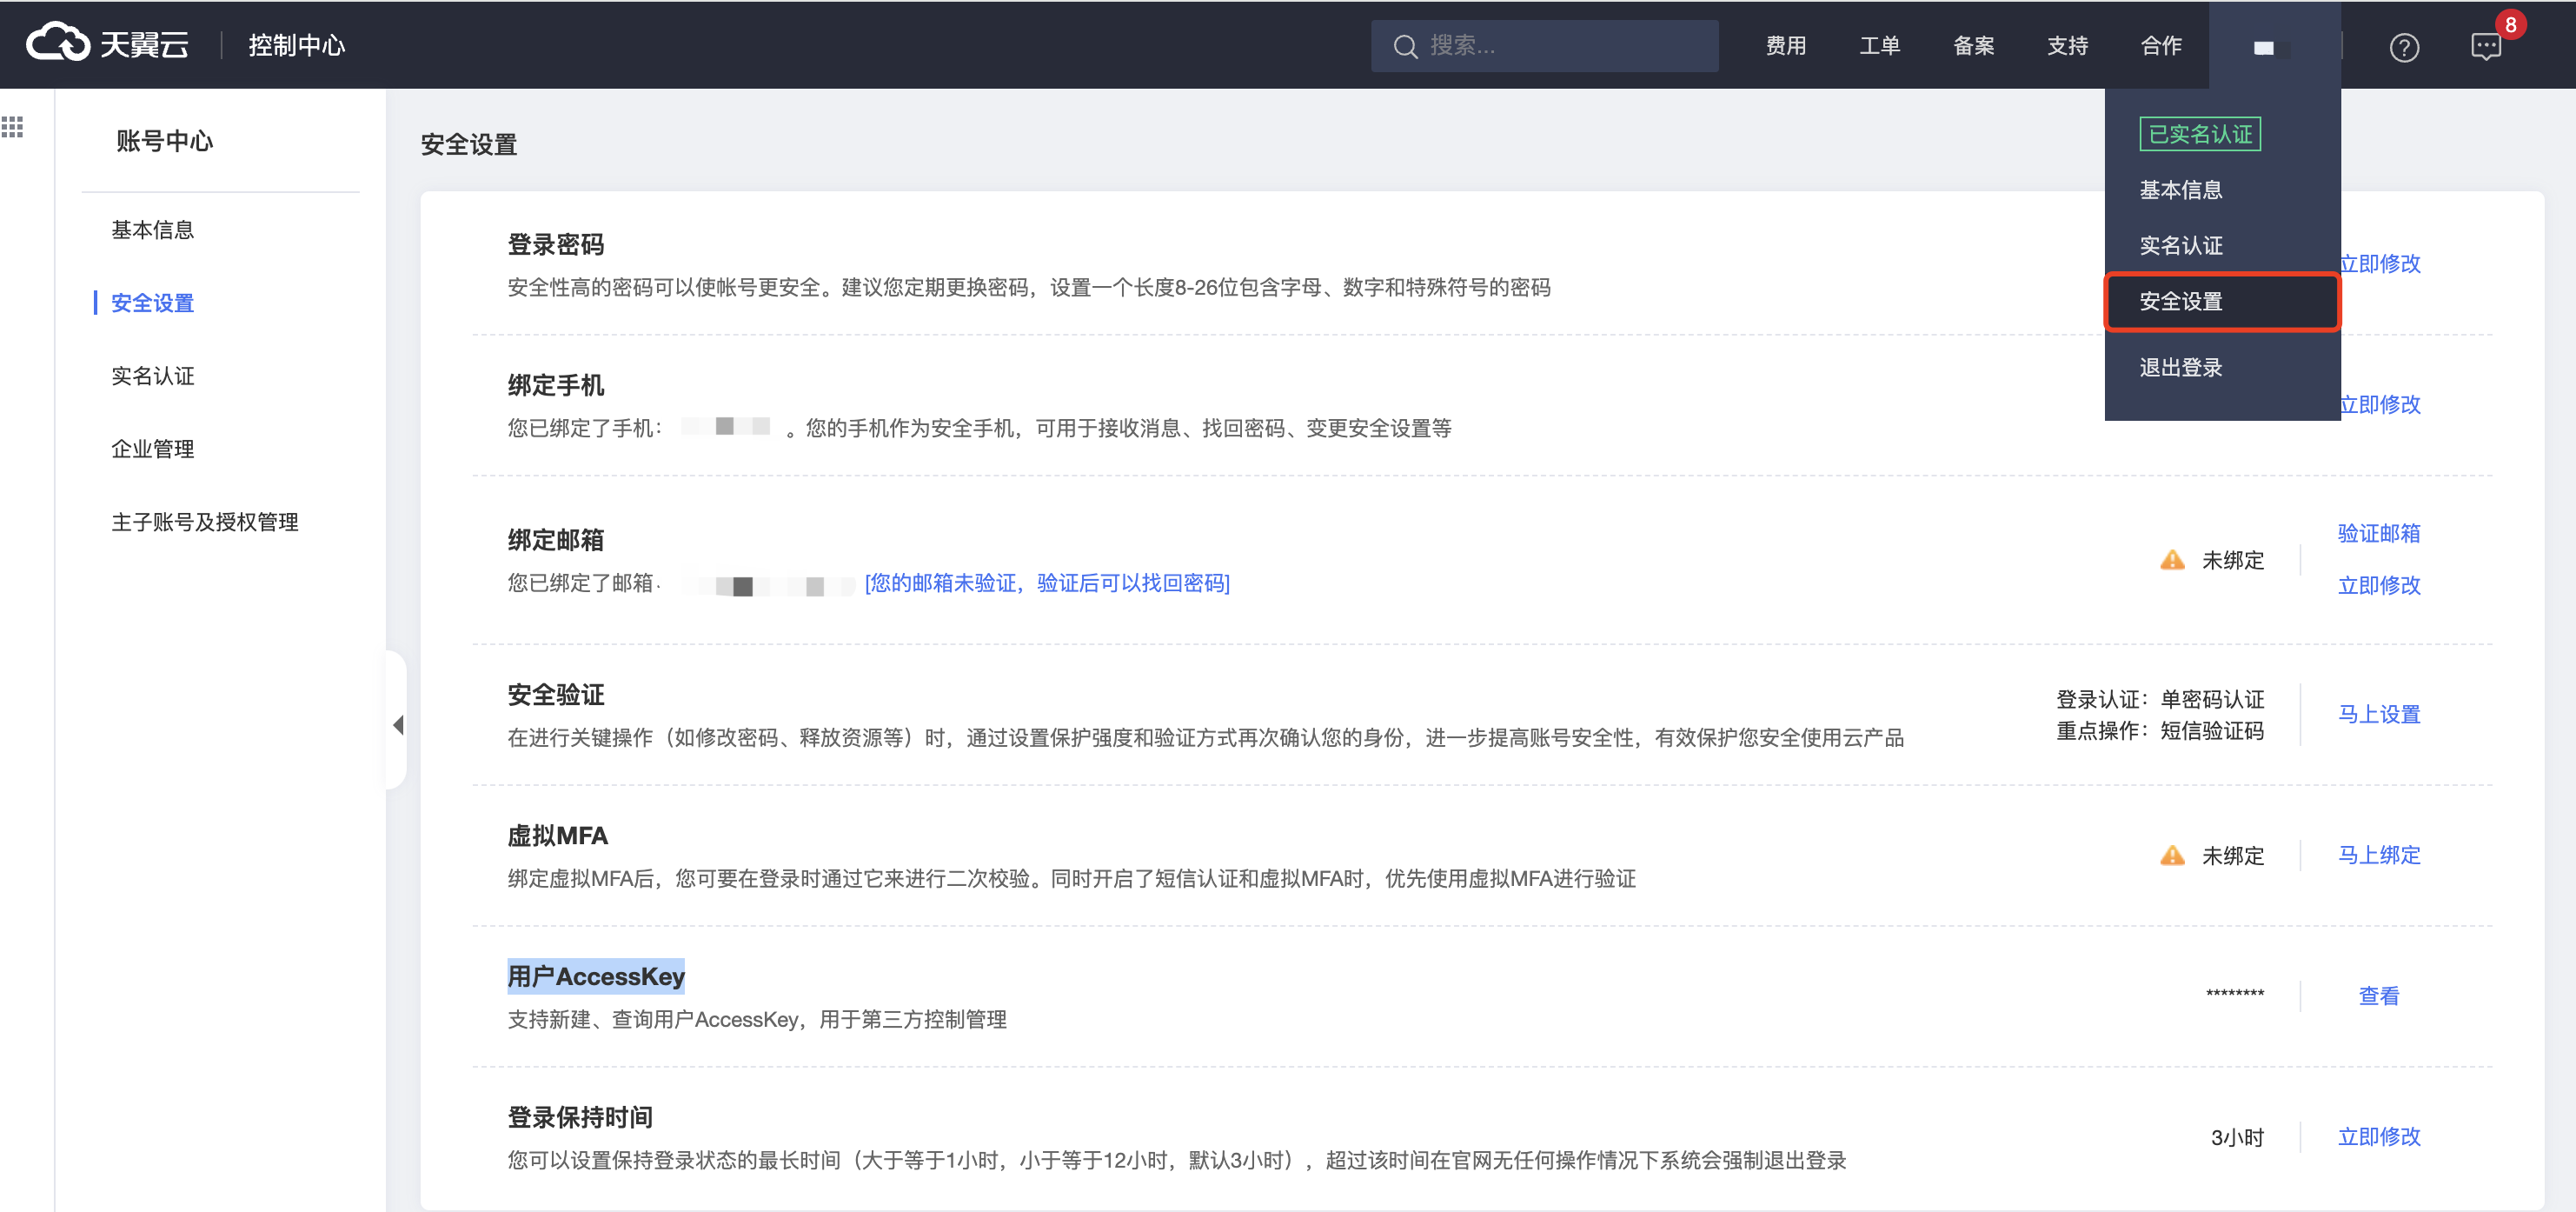 天翼云
控制中心
搜索...
费用
工单
备案
支持
合作
8
已实名认证
基本信息
实名认证
安全设置
退出登录
账号中心
基本信息
安全设置
实名认证
企业管理
主子账号及授权管理
安全设置
登录密码
安全性高的密码可以使帐号更安全。建议您定期更换密码，设置一个长度8-26位包含字母、数字和特殊符号的密码
立即修改
绑定手机
您已绑定了手机： 。您的手机作为安全手机，可用于接收消息、找回密码、变更安全设置等
立即修改
绑定邮箱
您已绑定了邮箱. [您的邮箱未验证，验证后可以找回密码]
未绑定
验证邮箱
立即修改
安全验证
在进行关键操作（如修改密码、释放资源等）时，通过设置保护强度和验证方式再次确认您的身份，进一步提高账号安全性，有效保护您安全使用云产品
登录认证：单密码认证
重点操作：短信验证码
马上设置
虚拟MFA
绑定虚拟MFA后，您可要在登录时通过它来进行二次校验。同时开启了短信认证和虚拟MFA时，优先使用虚拟MFA进行验证
未绑定
马上绑定
用户AccessKey
支持新建、查询用户AccessKey，用于第三方控制管理
********
查看
登录保持时间
您可以设置保持登录状态的最长时间（大于等于1小时，小于等于12小时，默认3小时），超过该时间在官网无任何操作情况下系统会强制退出登录
3小时
立即修改